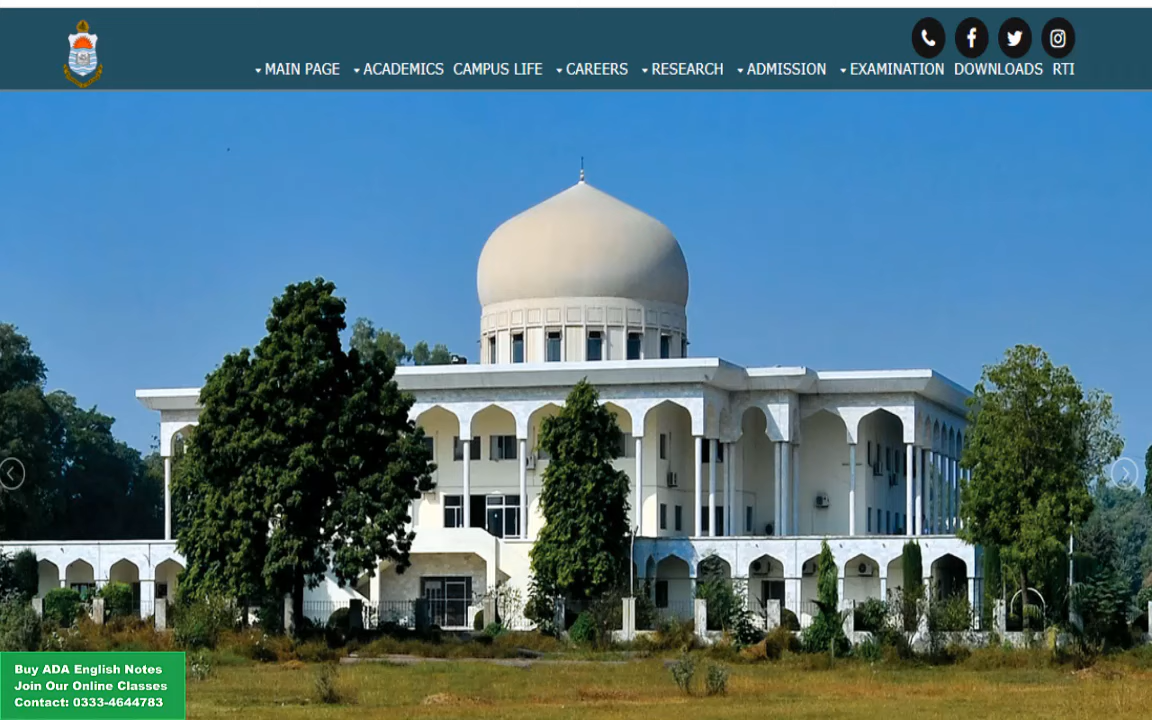 MAIN PAGE ACADEMICS CAMPUS LIFE CAREERS RESEARCH ADMISSION EXAMINATION DOWNLOADS RTI
Buy ADA English Notes
Join Our Online Classes
Contact: 0333-4644783